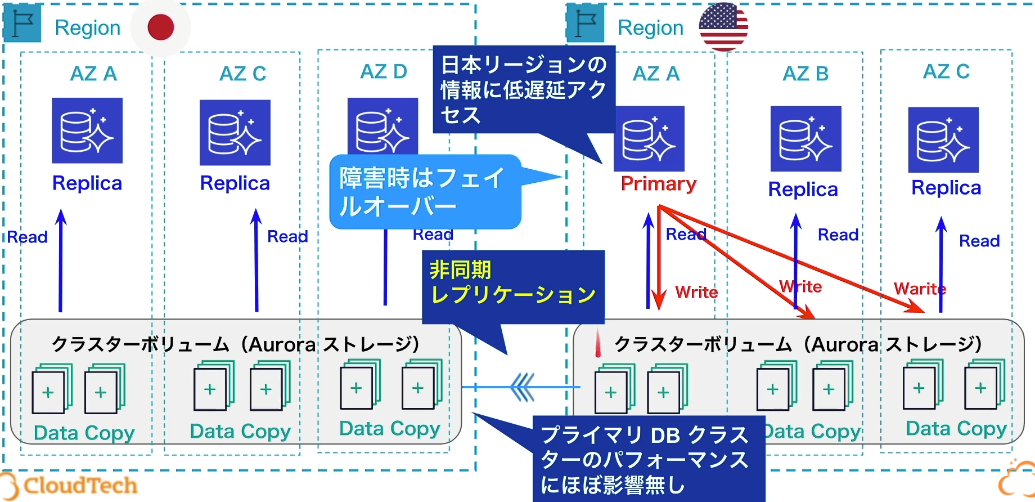 Region
AZ A
AZ C
AZ D
Replica
Replica
Read
Read
Read
クラスターボリューム（Aurora ストレージ）
Data Copy
Data Copy
Data Copy
障害時はフェイ
ルオーバー
日本リージョンの
情報に低遅延アク
セス
非同期
レプリケーション
プライマリ DB クラス
ターのパフォーマンス
にほぼ影響無し
Region
AZ A
AZ B
AZ C
Primary
Replica
Replica
Read
Read
Read
Write
Write
Warite
クラスターボリューム（Aurora ストレージ）
Data Copy
Data Copy
CloudTech